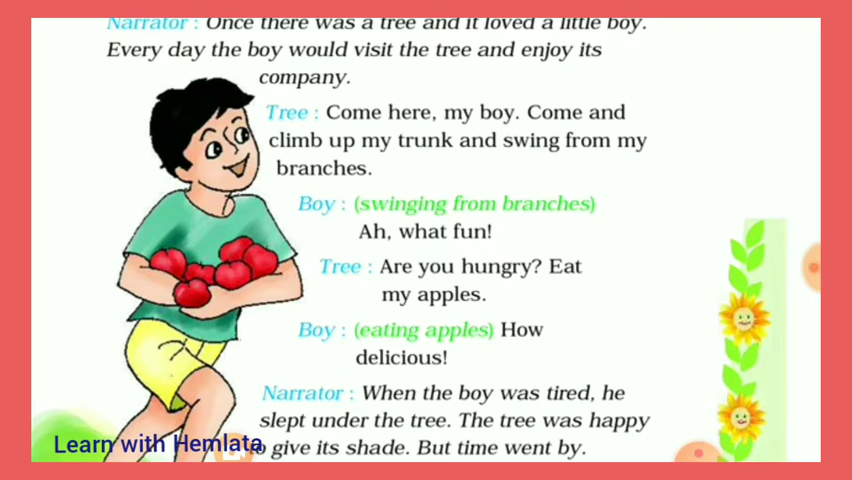 Narrator : Once there was a tree and it loved a little boy.
Every day the boy would visit the tree and enjoy its
company.
Tree : Come here, my boy. Come and
climb up my trunk and swing from my
branches.
Boy : (swinging from branches)
Ah, what fun!
Tree : Are you hungry? Eat
my apples.
Boy : (eating apples) How
delicious!
Narrator : When the boy was tired, he
slept under the tree. The tree was happy
to give its shade. But time went by.
Learn with Hemlata